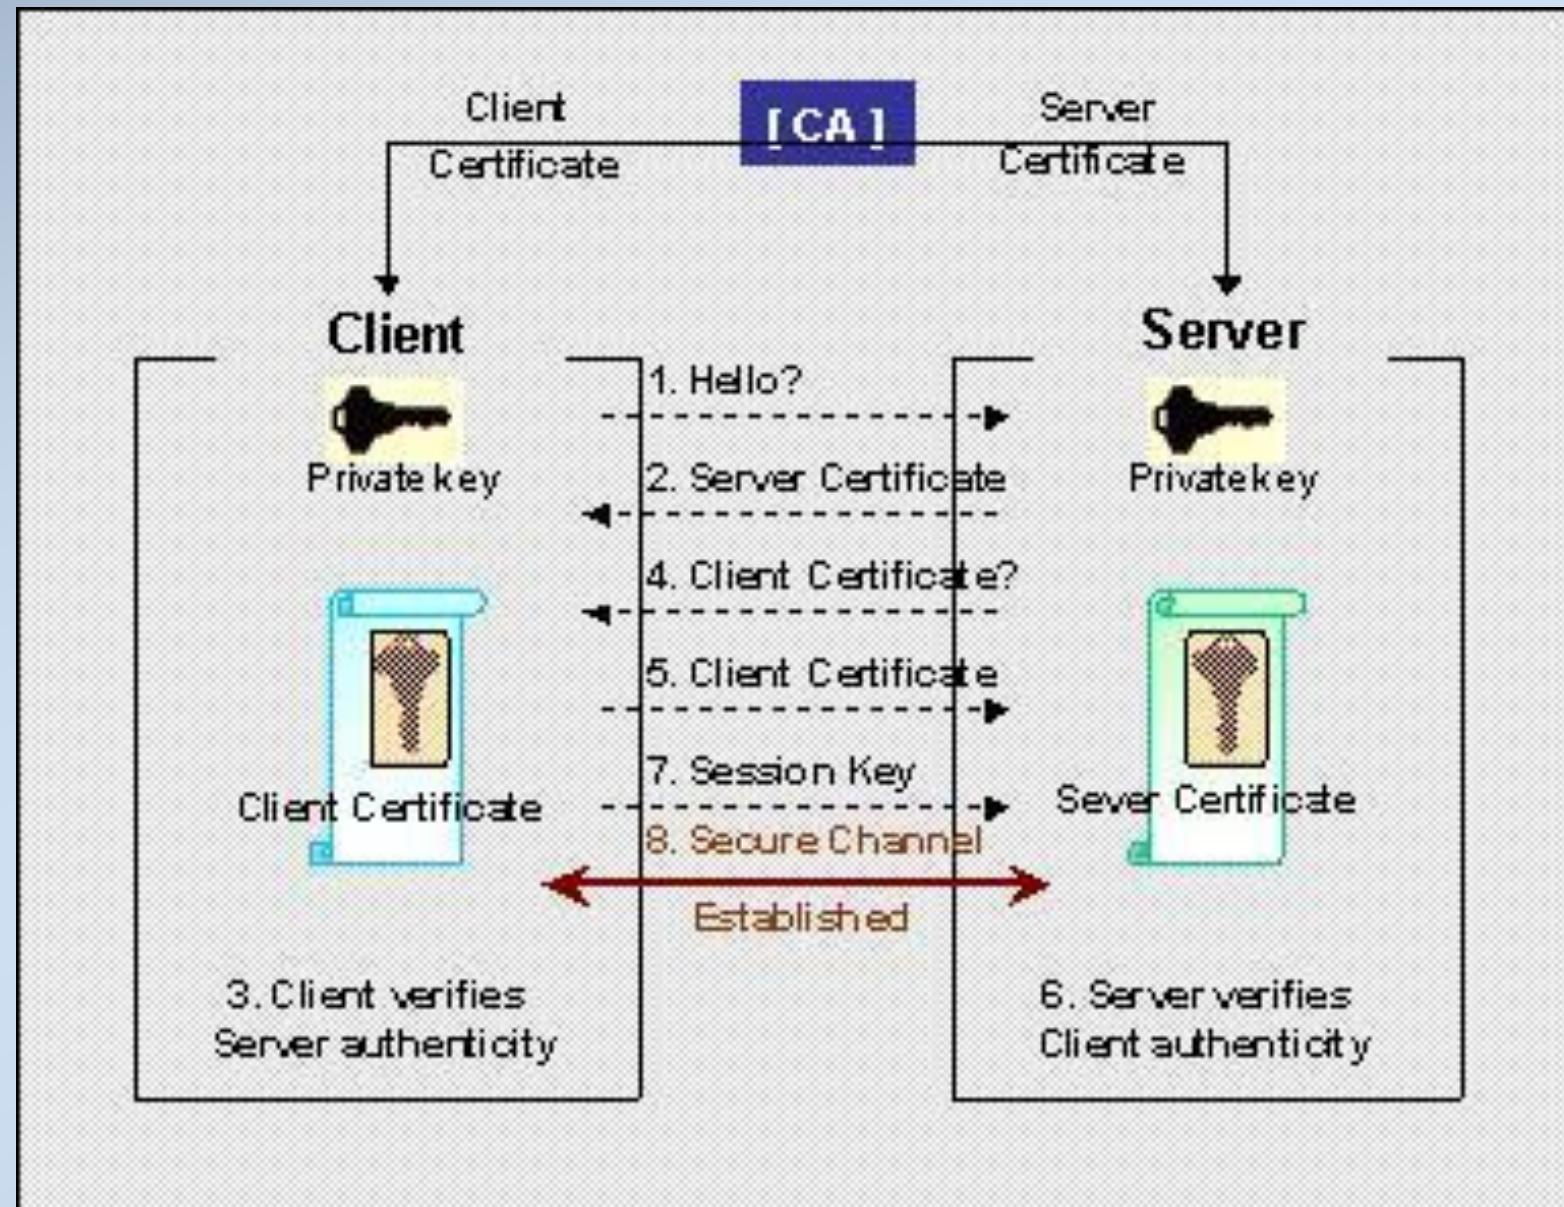 Client
Certificate
[ CA ]
Server
Certificate
Client
Server
Private key
1. Hello?
2. Server Certificate
4. Client Certificate?
5. Client Certificate
7. Session Key
8. Secure Channel
Established
Private key
Client Certificate
Sever Certificate
3. Client verifies
Server authenticity
6. Server verifies
Client authenticity